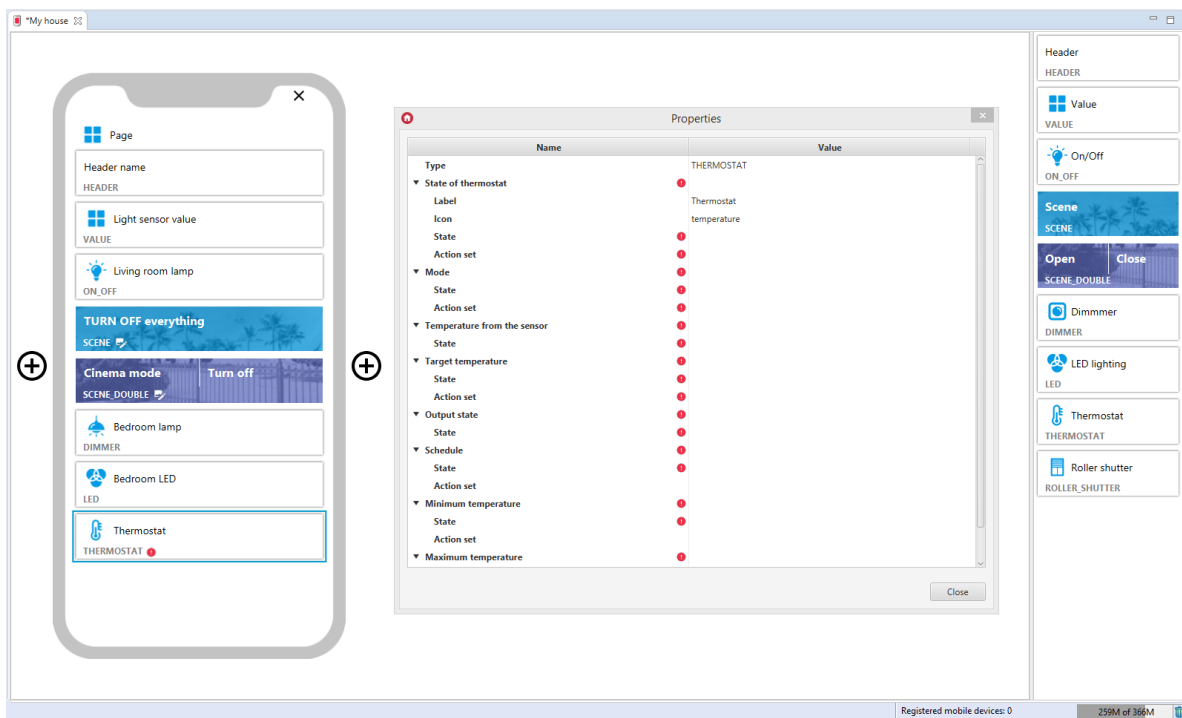 *My house
Page
Header name
HEADER
Light sensor value
VALUE
Living room lamp
ON_OFF
TURN OFF everything
SCENE
Cinema mode Turn off
SCENE_DOUBLE
Bedroom lamp
DIMMER
Bedroom LED
LED
Thermostat
THERMOSTAT
Properties
Name Value
Type THERMOSTAT
State of thermostat
Label Thermostat
Icon temperature
State
Action set
Mode
State
Action set
Temperature from the sensor
State
Target temperature
State
Action set
Output state
State
Schedule
State
Action set
Minimum temperature
State
Action set
Maximum temperature
Close
Header
HEADER
Value
VALUE
On/Off
ON_OFF
Scene
SCENE
Open Close
SCENE_DOUBLE
Dimmmer
DIMMER
LED lighting
LED
Thermostat
THERMOSTAT
Roller shutter
ROLLER_SHUTTER
Registered mobile devices: 0
259M of 366M